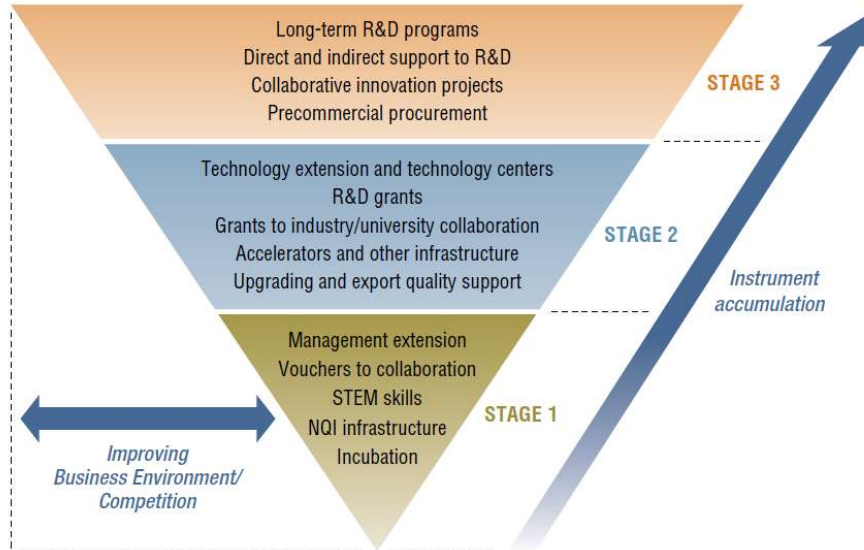 Long-term R&D programs
Direct and indirect support to R&D
Collaborative innovation projects
Precommercial procurement
STAGE 3
Technology extension and technology centers
R&D grants
Grants to industry/university collaboration
Accelerators and other infrastructure
Upgrading and export quality support
STAGE 2
Instrument
accumulation
Management extension
Vouchers to collaboration
STEM skills
NQI infrastructure
Incubation
STAGE 1
Improving
Business Environment/
Competition